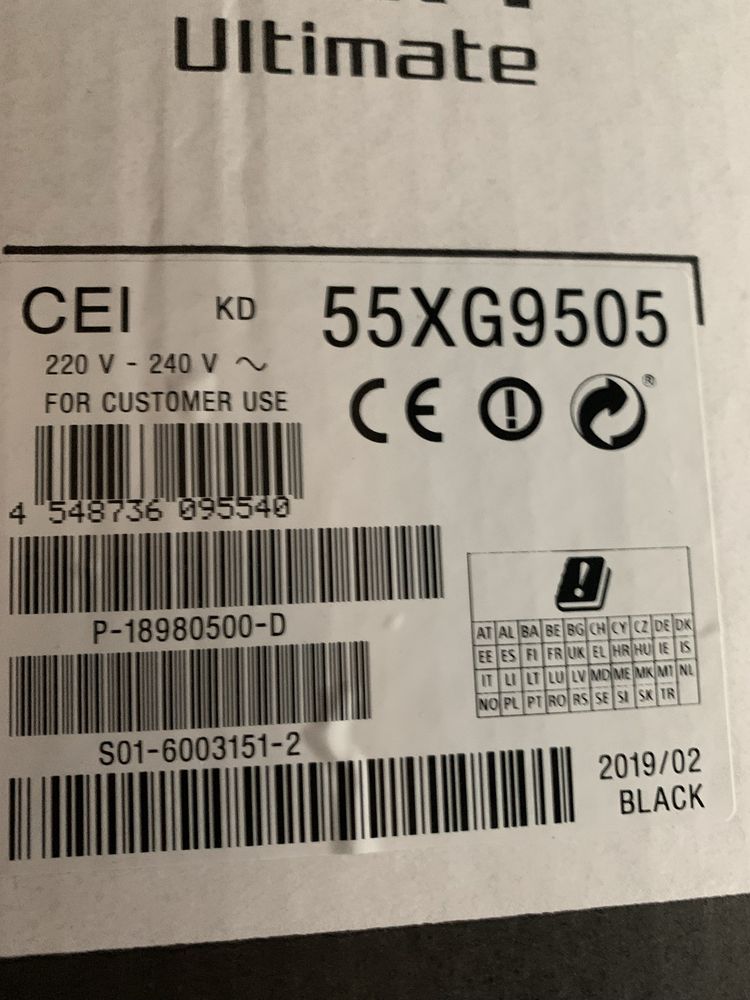 Ultimate
CEI KD 55XG9505
220 V - 240 V ~
FOR CUSTOMER USE
CE
®
4 548736 095540
P-18980500-D
AT AL BA BE BG CH CY CZ DE DK
EE ES FI FR UK EL HR HU IE IS
IT LI LT LU LV MD ME MK MT NL
NO PL PT RO RS SE SI SK TR
S01-6003151-2
2019/02
BLACK